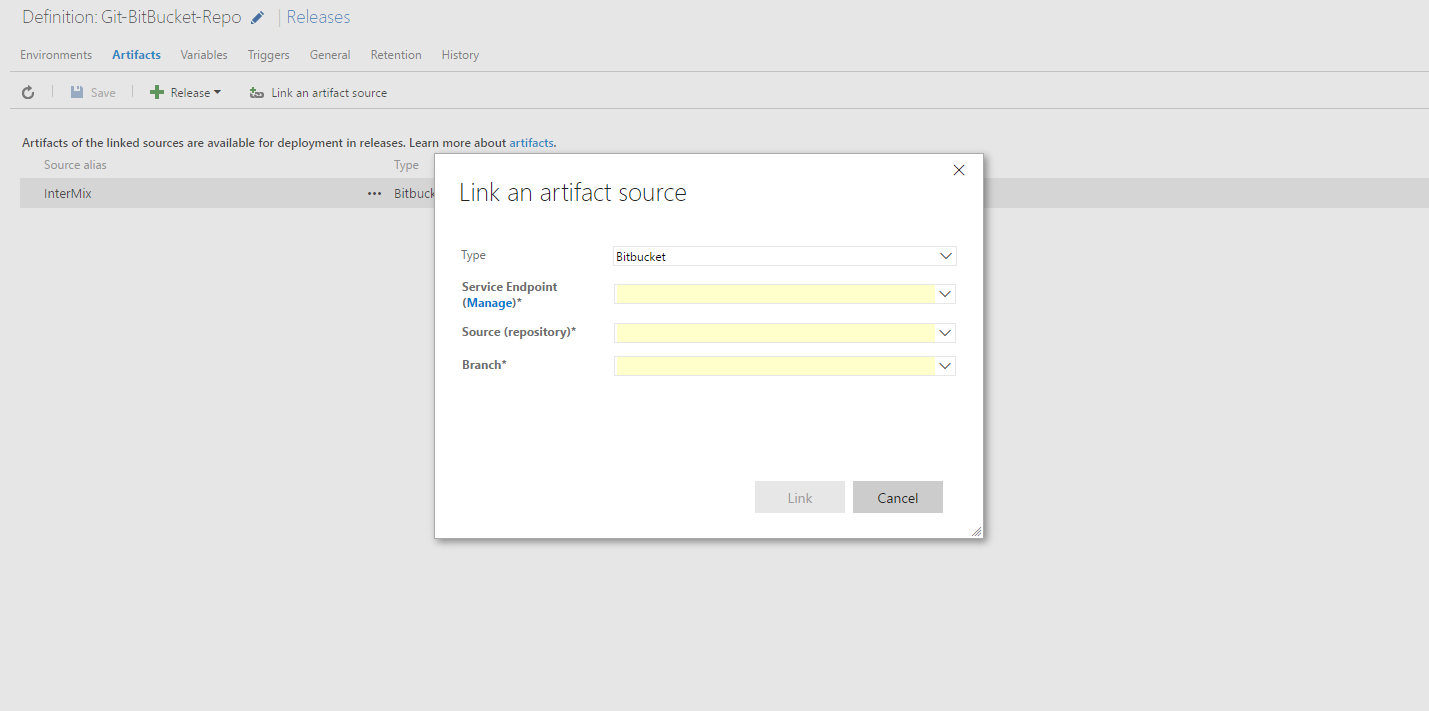 Definition: Git-BitBucket-Repo | Releases
Environments Artifacts Variables Triggers General Retention History
Save Release Link an artifact source
Artifacts of the linked sources are available for deployment in releases. Learn more about artifacts.
Source alias Type
InterMix ••• Bitbuck
Link an artifact source
Type Bitbucket
Service Endpoint
(Manage)*
Source (repository)*
Branch*
Link Cancel